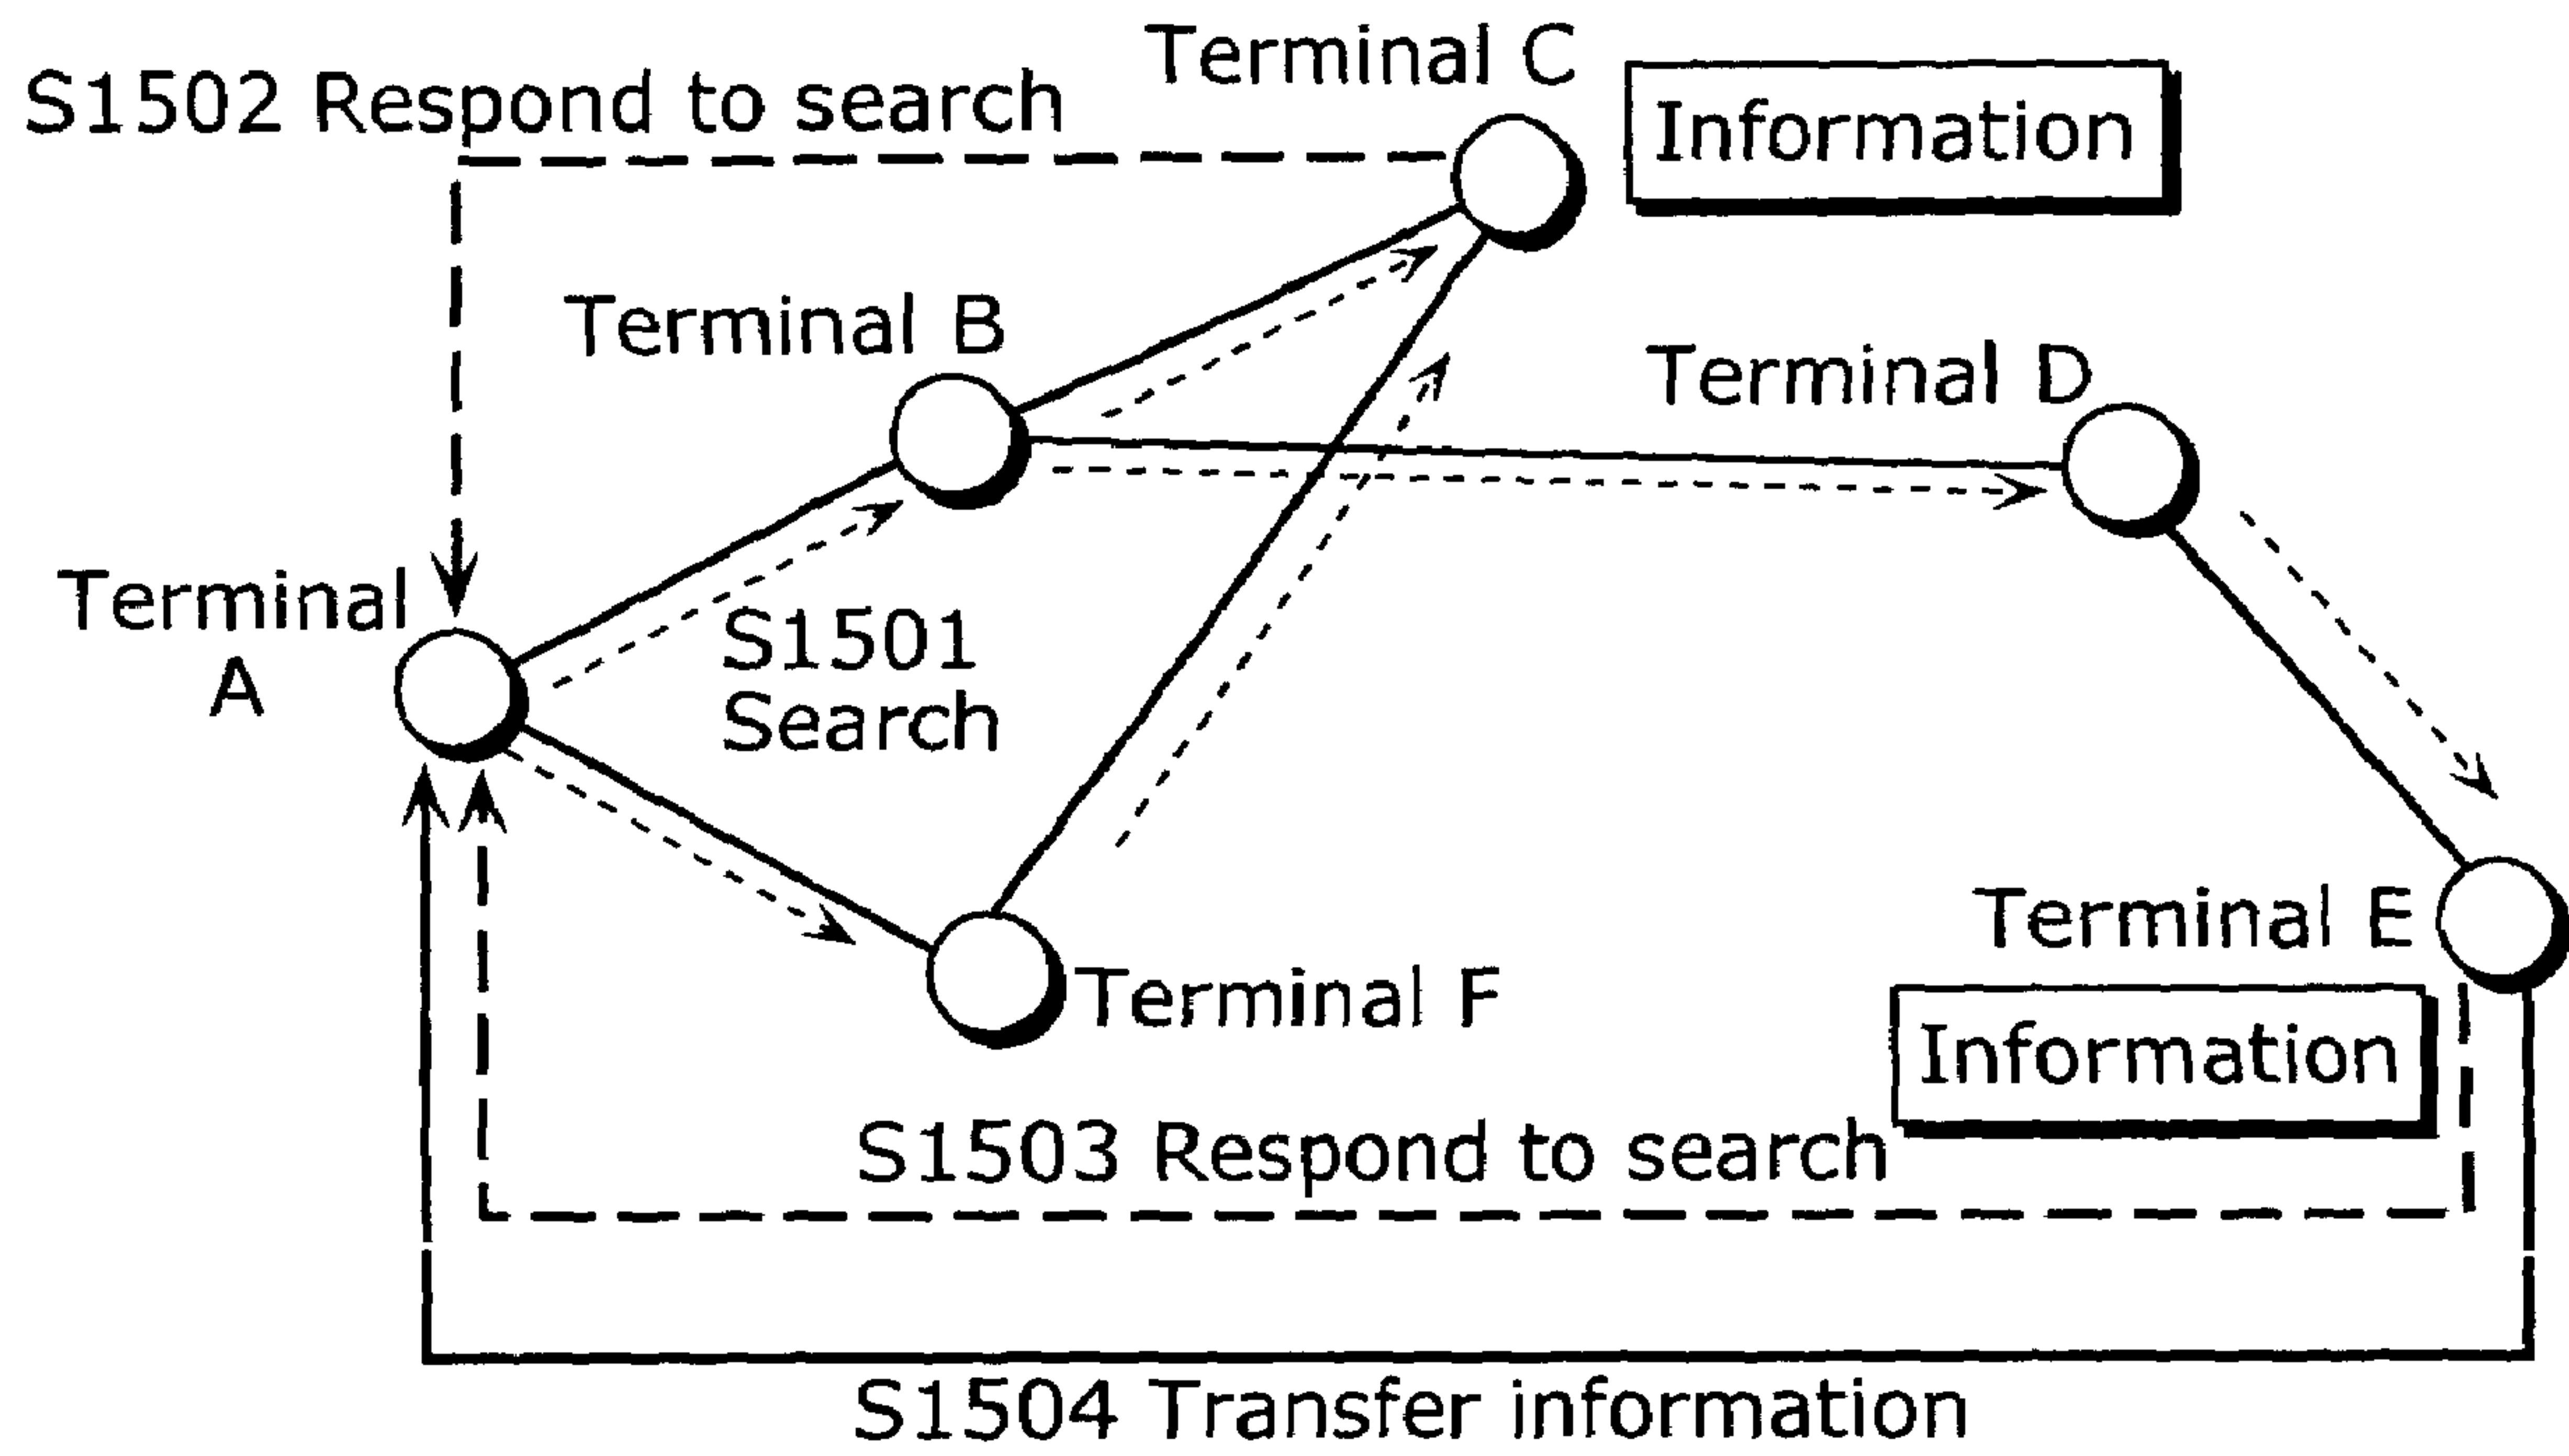 Terminal C
S1502 Respond to search
Information
Terminal B
Terminal D
Terminal
A
S1501
Search
Terminal E
Terminal F
Information
S1503 Respond to search
S1504 Transfer information